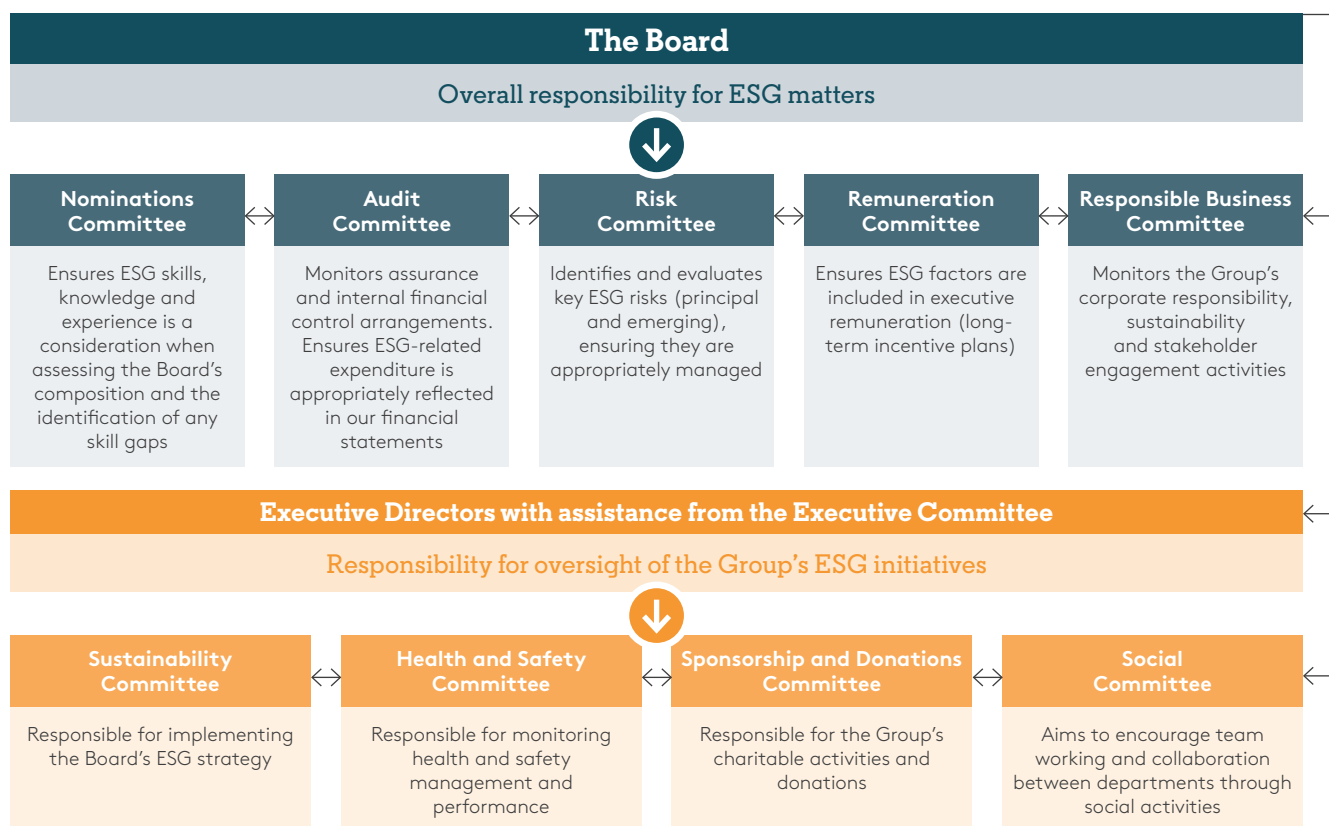 The Board
Overall responsibility for ESG matters
Nominations
Committee
Ensures ESG skills,
knowledge and
experience is a
consideration when
assessing the Board’s
composition and the
identification of any
skill gaps
Audit
Committee
Monitors assurance
and internal financial
control arrangements.
Ensures ESG-related
expenditure is
appropriately reflected
in our financial
statements
Risk
Committee
Identifies and evaluates
key ESG risks (principal
and emerging),
ensuring they are
appropriately managed
Remuneration
Committee
Ensures ESG factors are
included in executive
remuneration (long-
term incentive plans)
Responsible Business
Committee
Monitors the Group’s
corporate responsibility,
sustainability
and stakeholder
engagement activities
Executive Directors with assistance from the Executive Committee
Responsibility for oversight of the Group’s ESG initiatives
Sustainability
Committee
Responsible for implementing
the Board’s ESG strategy
Health and Safety
Committee
Responsible for monitoring
health and safety
management and
performance
Sponsorship and Donations
Committee
Responsible for the Group’s
charitable activities and
donations
Social
Committee
Aims to encourage team
working and collaboration
between departments through
social activities